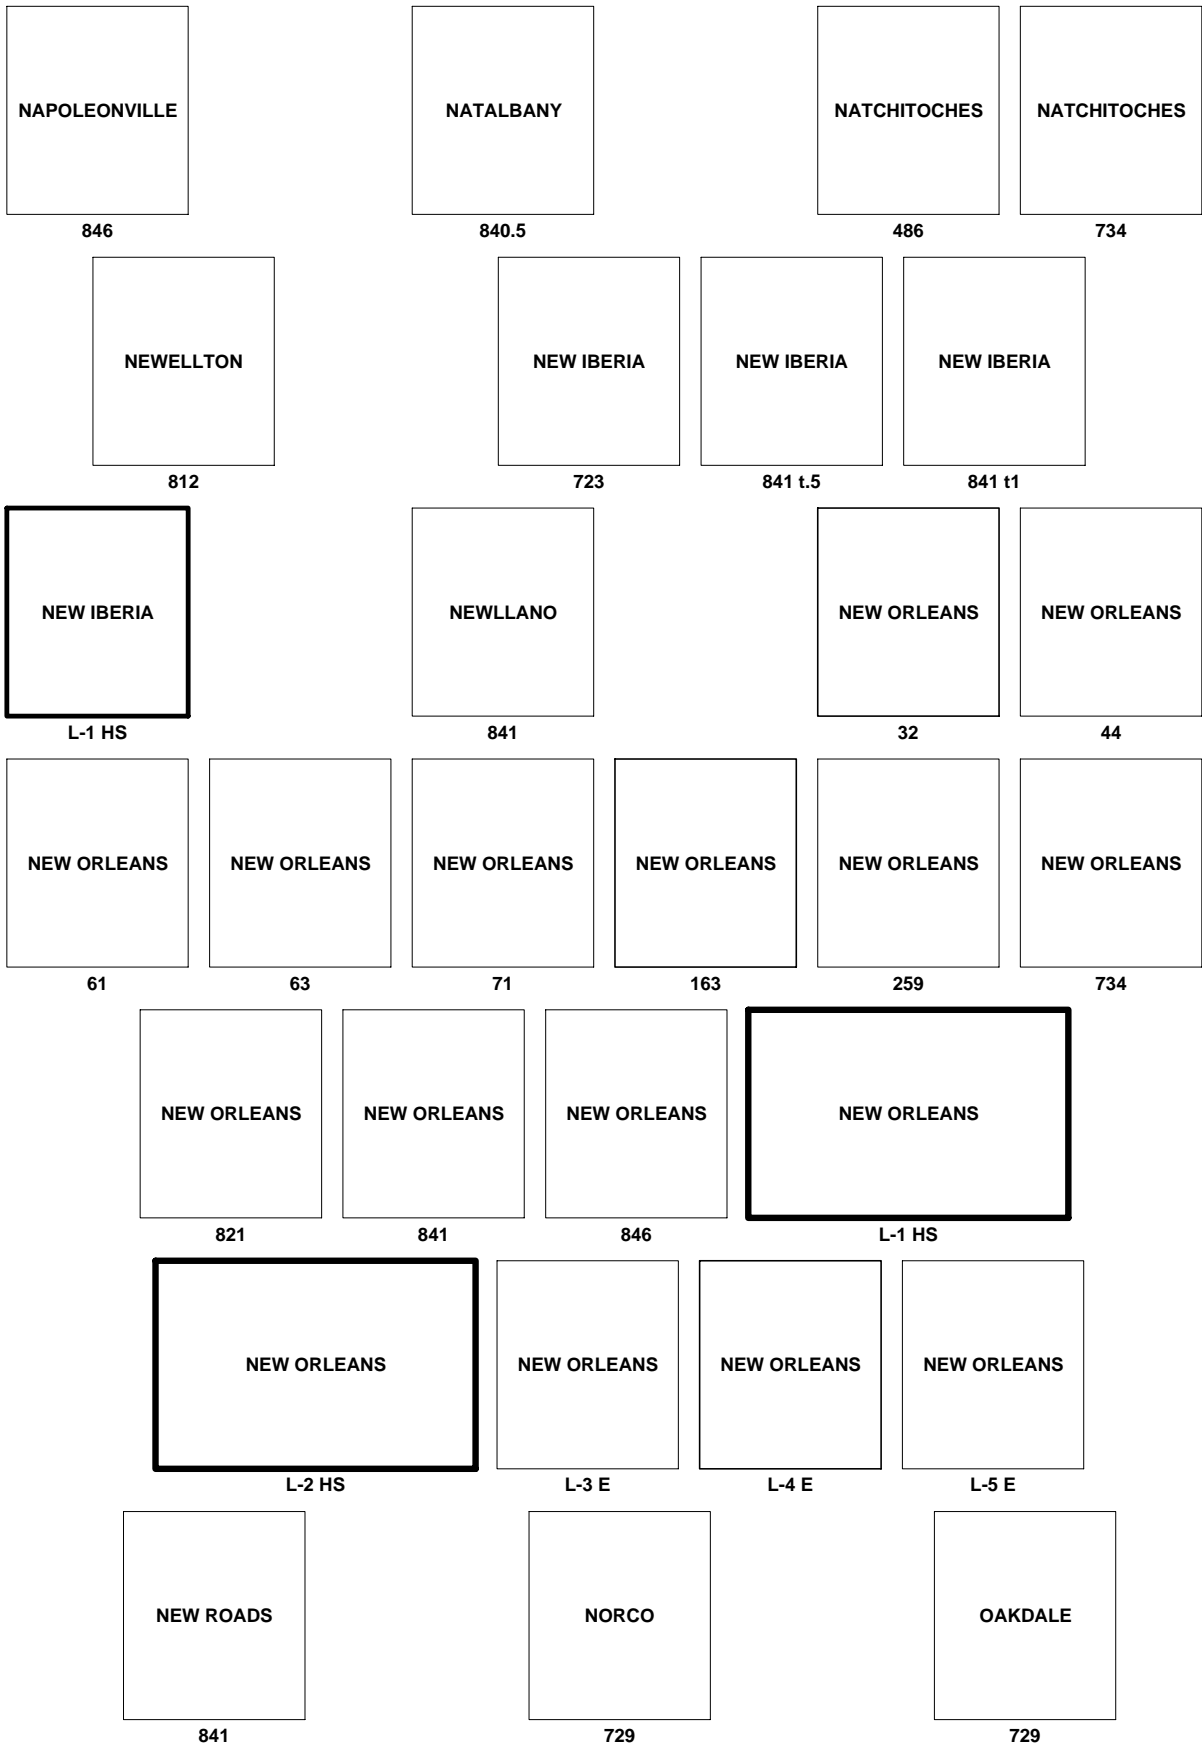 NAPOLEONVILLE NATALBANY NATCHITOCHES NATCHITOCHES
846 840.5 486 734
NEWELLTON NEW IBERIA NEW IBERIA NEW IBERIA
812 723 841 t.5 841 t1
NEW IBERIA NEWLLANO NEW ORLEANS NEW ORLEANS
L-1 HS 841 32 44
NEW ORLEANS NEW ORLEANS NEW ORLEANS NEW ORLEANS NEW ORLEANS NEW ORLEANS
61 63 71 163 259 734
NEW ORLEANS NEW ORLEANS NEW ORLEANS NEW ORLEANS
821 841 846 L-1 HS
NEW ORLEANS NEW ORLEANS NEW ORLEANS NEW ORLEANS
L-2 HS L-3 E L-4 E L-5 E
NEW ROADS NORCO OAKDALE
841 729 729